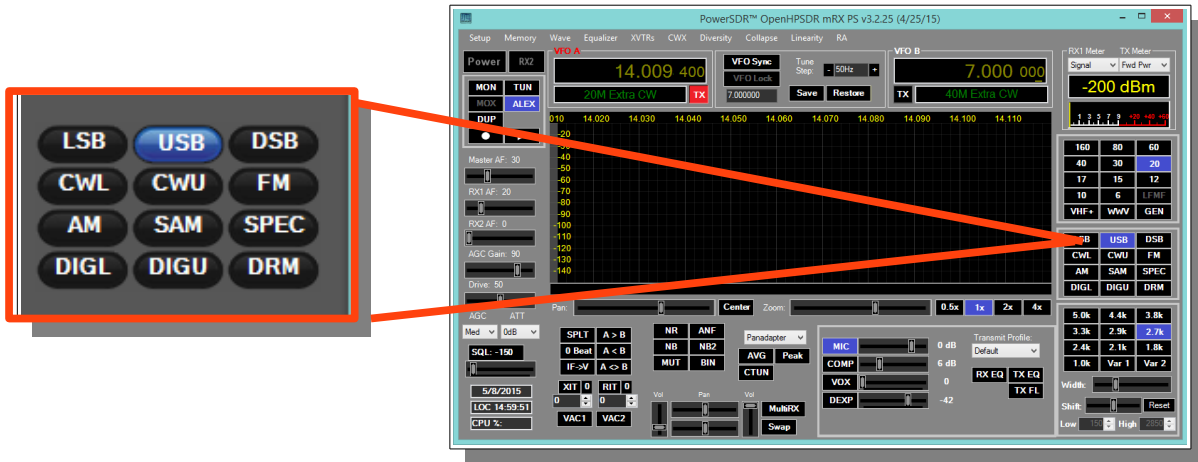 LSB USB DSB
CWL CWU FM
AM SAM SPEC
DIGL DIGU DRM
PowerSDR™ OpenHPSDR mRX PS v3.2.25 (4/25/15)
Setup Memory Wave Equalizer XVTRs CWX Diversity Collapse Linearity RA
Power RX2
MON TUN
MOX ALEX
DUP
VFO A
14.009 400
20M Extra CW TX
VFO Sync
VFO Lock
7.000000
Tune
Step: - 50Hz +
Save Restore
VFO B
7.000 000
TX 40M Extra CW
RX1 Meter TX Meter
Signal Fwd Pwr
-200 dBm
1 3 5 7 9 +20 +40 +60
010 14.020 14.030 14.040 14.050 14.060 14.070 14.080 14.090 14.100 14.110
-20
-40
-50
-60
-70
-80
-90
-100
-110
-120
-130
-140
Master AF: 30
RX1 AF: 20
RX2 AF: 0
AGC Gain: 90
Drive: 50
AGC ATT
Med 0dB
SQL: -150
5/8/2015
LOC 14:59:51
CPU %:
160 80 60
40 30 20
17 15 12
10 6 LFMF
VHF+ WWV GEN
USB DSB
CWL CWU FM
AM SAM SPEC
DIGL DIGU DRM
Pan: Center Zoom: 0.5x 1x 2x 4x
SPLT A > B
0 Beat A < B
IF->V A <> B
XIT 0 RIT 0
0 0
VAC1 VAC2
NR ANF
NB NB2
MUT BIN
Panadapter
AVG Peak
CTUN
Vol Pan Vol
MultiRX
Swap
MIC 0 dB
COMP 6 dB
VOX 0
DEXP -42
Transmit Profile:
Default
RX EQ TX EQ
TX FL
5.0k 4.4k 3.8k
3.3k 2.9k 2.7k
2.4k 2.1k 1.8k
1.0k Var 1 Var 2
Width:
Shift: Reset
Low 150 High 2850